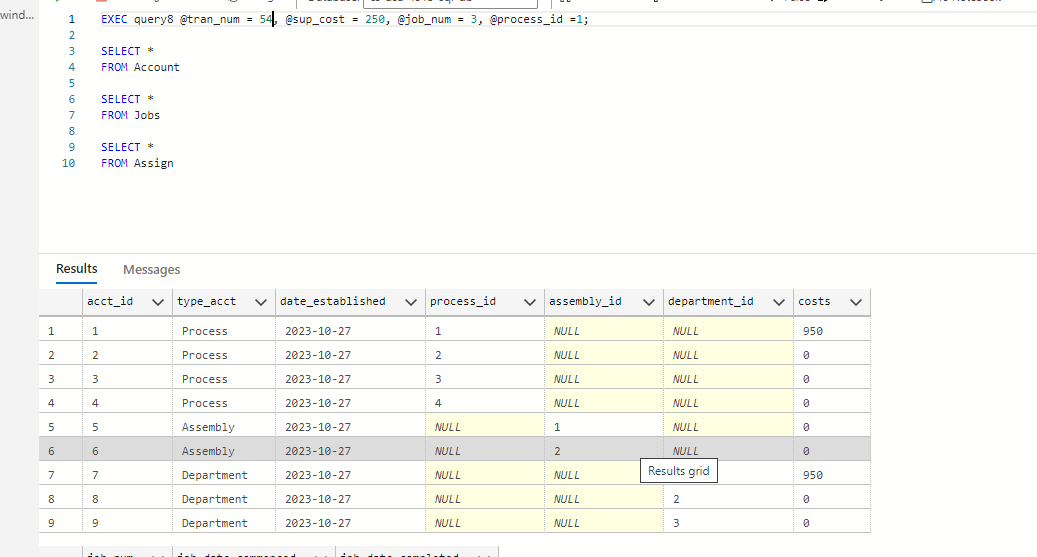 wind...
1 EXEC query8 @tran_num = 54, @sup_cost = 250, @job_num = 3, @process_id =1;
2
3 SELECT *
4 FROM Account
5
6 SELECT *
7 FROM Jobs
8
9 SELECT *
10 FROM Assign
Results Messages
acct_id type_acct date_established process_id assembly_id department_id costs
1 1 Process 2023-10-27 1 NULL NULL 950
2 2 Process 2023-10-27 2 NULL NULL 0
3 3 Process 2023-10-27 3 NULL NULL 0
4 4 Process 2023-10-27 4 NULL NULL 0
5 5 Assembly 2023-10-27 NULL 1 NULL 0
6 6 Assembly 2023-10-27 NULL 2 NULL 0
Results grid
7 7 Department 2023-10-27 NULL NULL 950
8 8 Department 2023-10-27 NULL NULL 2 0
9 9 Department 2023-10-27 NULL NULL 3 0